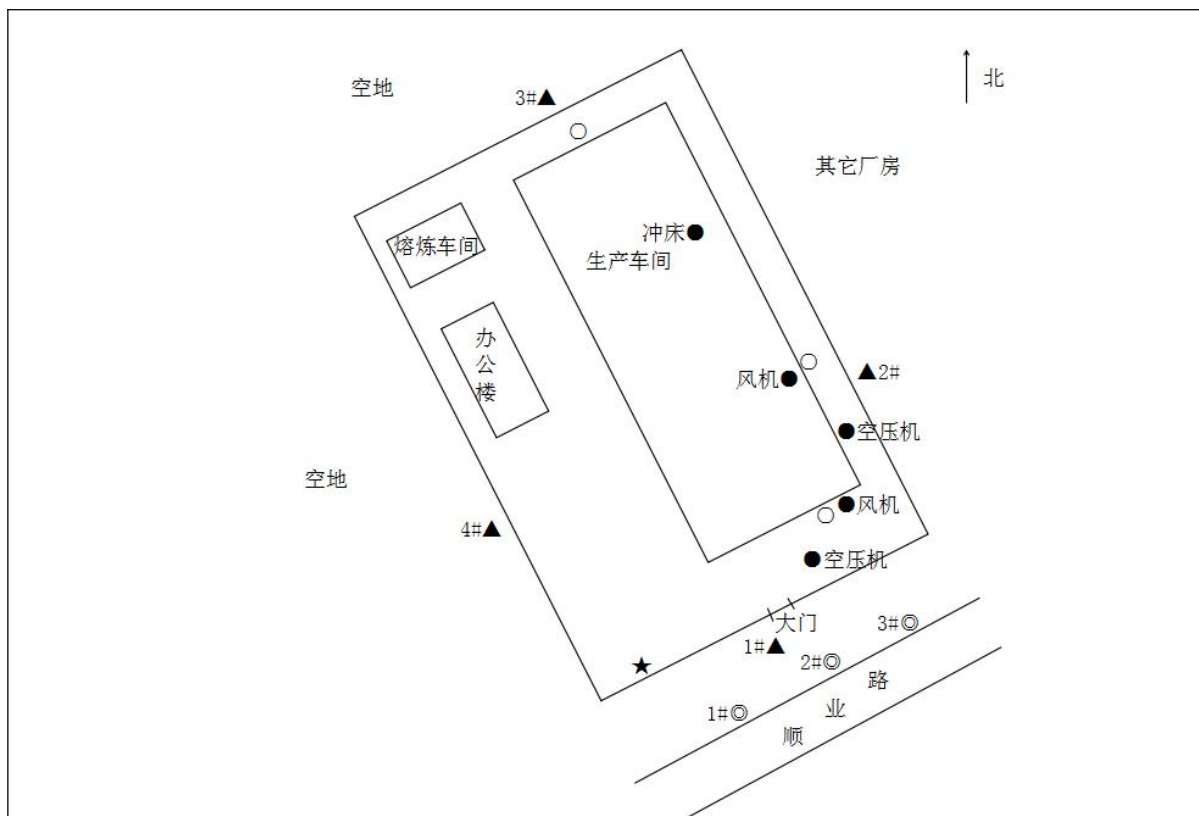 空地
3#▲
北
其它厂房
冲床●
熔炼车间
生产车间
办公楼
风机●
▲2#
●空压机
空地
●风机
4#▲
●空压机
大门
3#◎
1#▲
2#◎
★
1#◎
顺业路